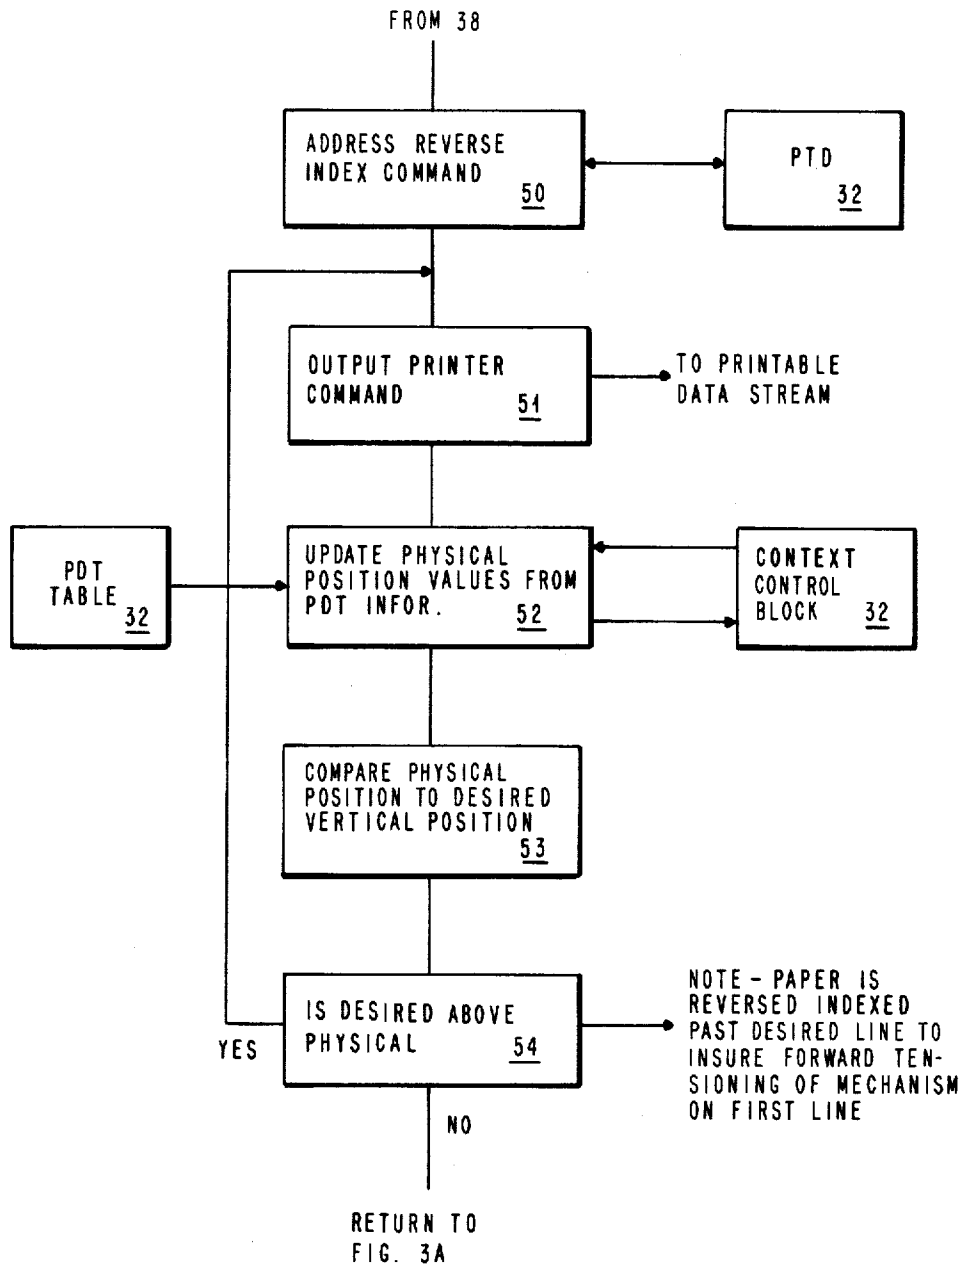 FROM 38
ADDRESS REVERSE
INDEX COMMAND
50
PTD
32
OUTPUT PRINTER
COMMAND
51
TO PRINTABLE
DATA STREAM
PDT
TABLE
32
UPDATE PHYSICAL
POSITION VALUES FROM
PDT INFOR.
52
CONTEXT
CONTROL
BLOCK
32
COMPARE PHYSICAL
POSITION TO DESIRED
VERTICAL POSITION
53
IS DESIRED ABOVE
PHYSICAL
54
YES
NOTE - PAPER IS
REVERSED INDEXED
PAST DESIRED LINE TO
INSURE FORWARD TEN-
SIONING OF MECHANISM
ON FIRST LINE
NO
RETURN TO
FIG. 3A